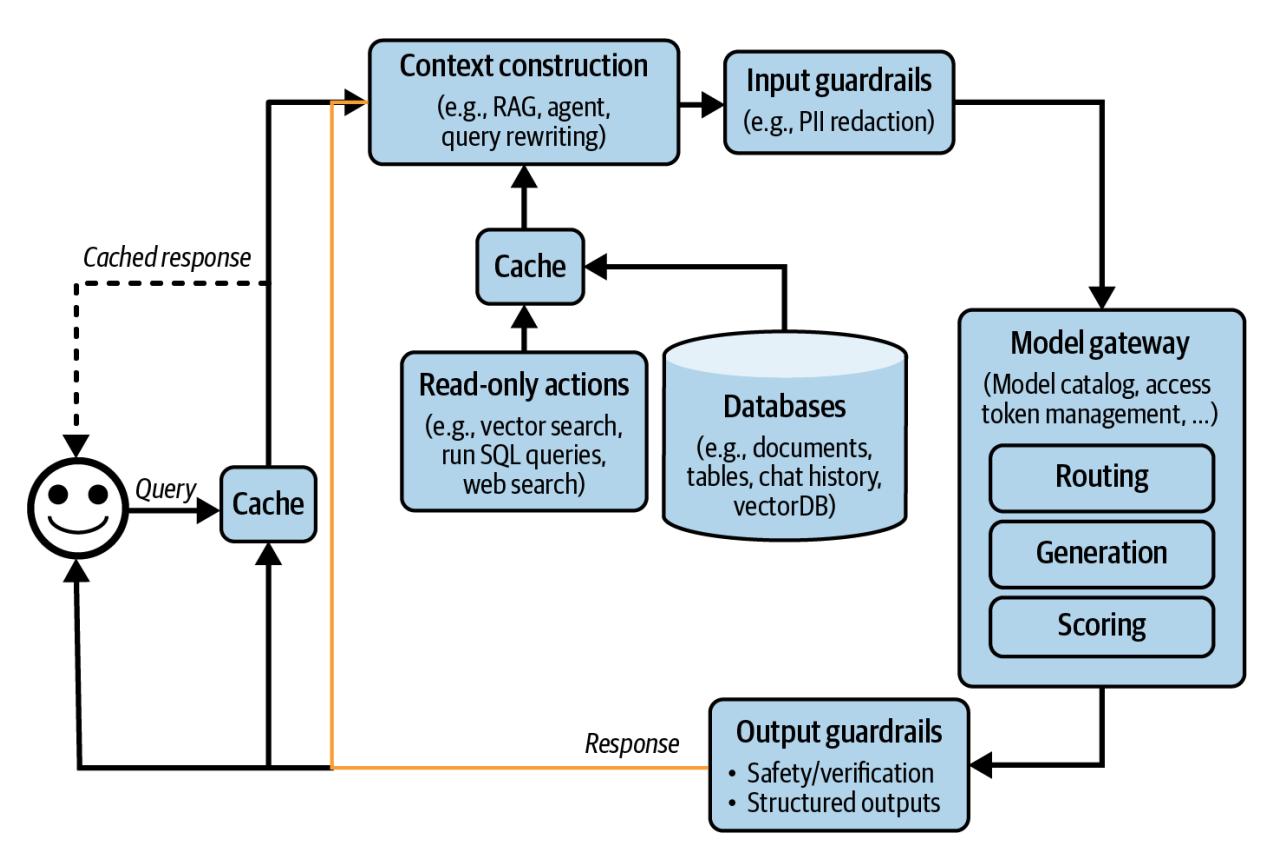 Context construction
(e.g., RAG, agent,
query rewriting)
Input guardrails
(e.g., PII redaction)
Cached response
Cache
Read-only actions
(e.g., vector search,
run SQL queries,
web search)
Databases
(e.g., documents,
tables, chat history,
vectorDB)
Model gateway
(Model catalog, access
token management, ...)
Routing
Generation
Scoring
Query
Cache
Response
Output guardrails
• Safety/verification
• Structured outputs